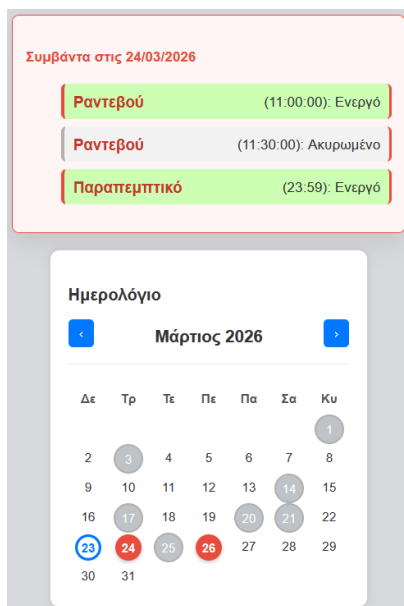 Συμβάντα στις 24/03/2026
Ραντεβού (11:00:00): Ενεργό
Ραντεβού (11:30:00): Ακυρωμένο
Παραπεμπτικό (23:59): Ενεργό
Ημερολόγιο
‹ Μάρτιος 2026 ›
Δε Τρ Τε Πε Πα Σα Κυ
1
2 3 4 5 6 7 8
9 10 11 12 13 14 15
16 17 18 19 20 21 22
23 24 25 26 27 28 29
30 31